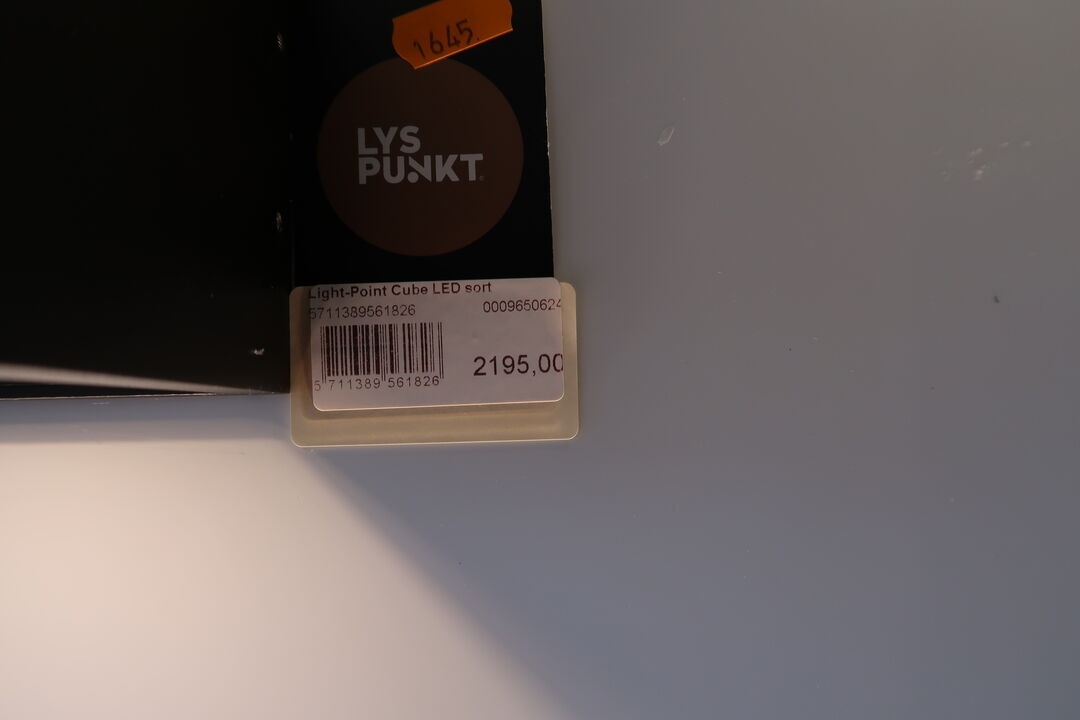 1645.
LYS
PUNKT
Light-Point Cube LED sort
5711389561826 0009650624
2195,00
5 711389 561826